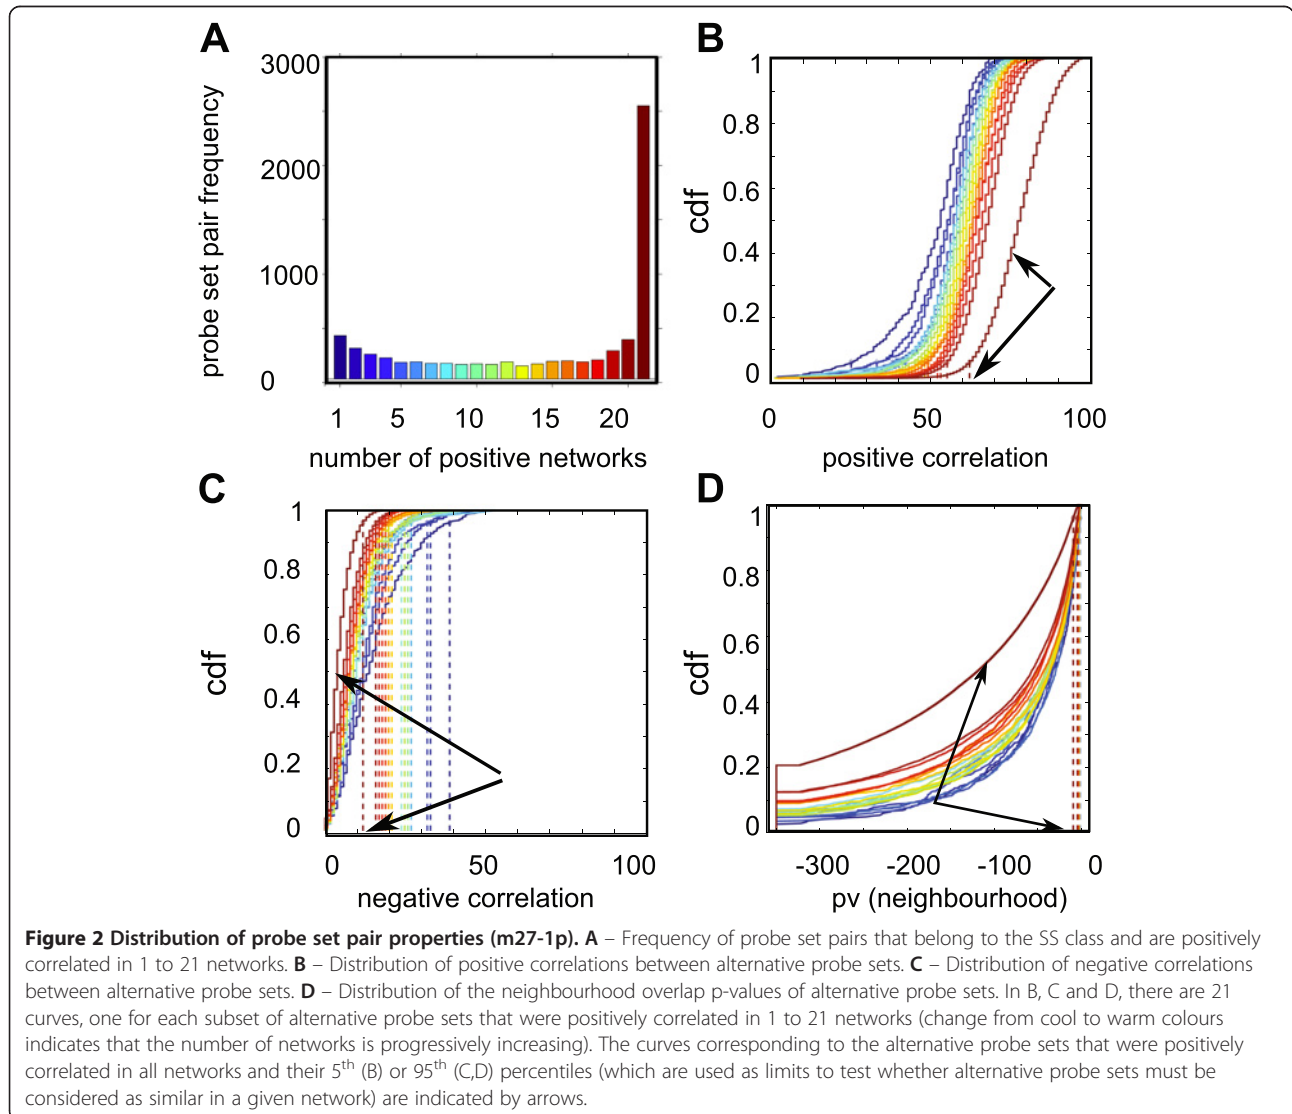 A
3000
2000
1000
0
probe set pair frequency
1 5 10 15 20
number of positive networks
B
1
0.8
0.6
0.4
0.2
0
cdf
0 50 100
positive correlation
C
1
0.8
0.6
0.4
0.2
0
cdf
0 50 100
negative correlation
D
1
0.8
0.6
0.4
0.2
0
cdf
-300 -200 -100 0
pv (neighbourhood)
Figure 2 Distribution of probe set pair properties (m27-1p). A – Frequency of probe set pairs that belong to the SS class and are positively
correlated in 1 to 21 networks. B – Distribution of positive correlations between alternative probe sets. C – Distribution of negative correlations
between alternative probe sets. D – Distribution of the neighbourhood overlap p-values of alternative probe sets. In B, C and D, there are 21
curves, one for each subset of alternative probe sets that were positively correlated in 1 to 21 networks (change from cool to warm colours
indicates that the number of networks is progressively increasing). The curves corresponding to the alternative probe sets that were positively
correlated in all networks and their 5th (B) or 95th (C,D) percentiles (which are used as limits to test whether alternative probe sets must be
considered as similar in a given network) are indicated by arrows.